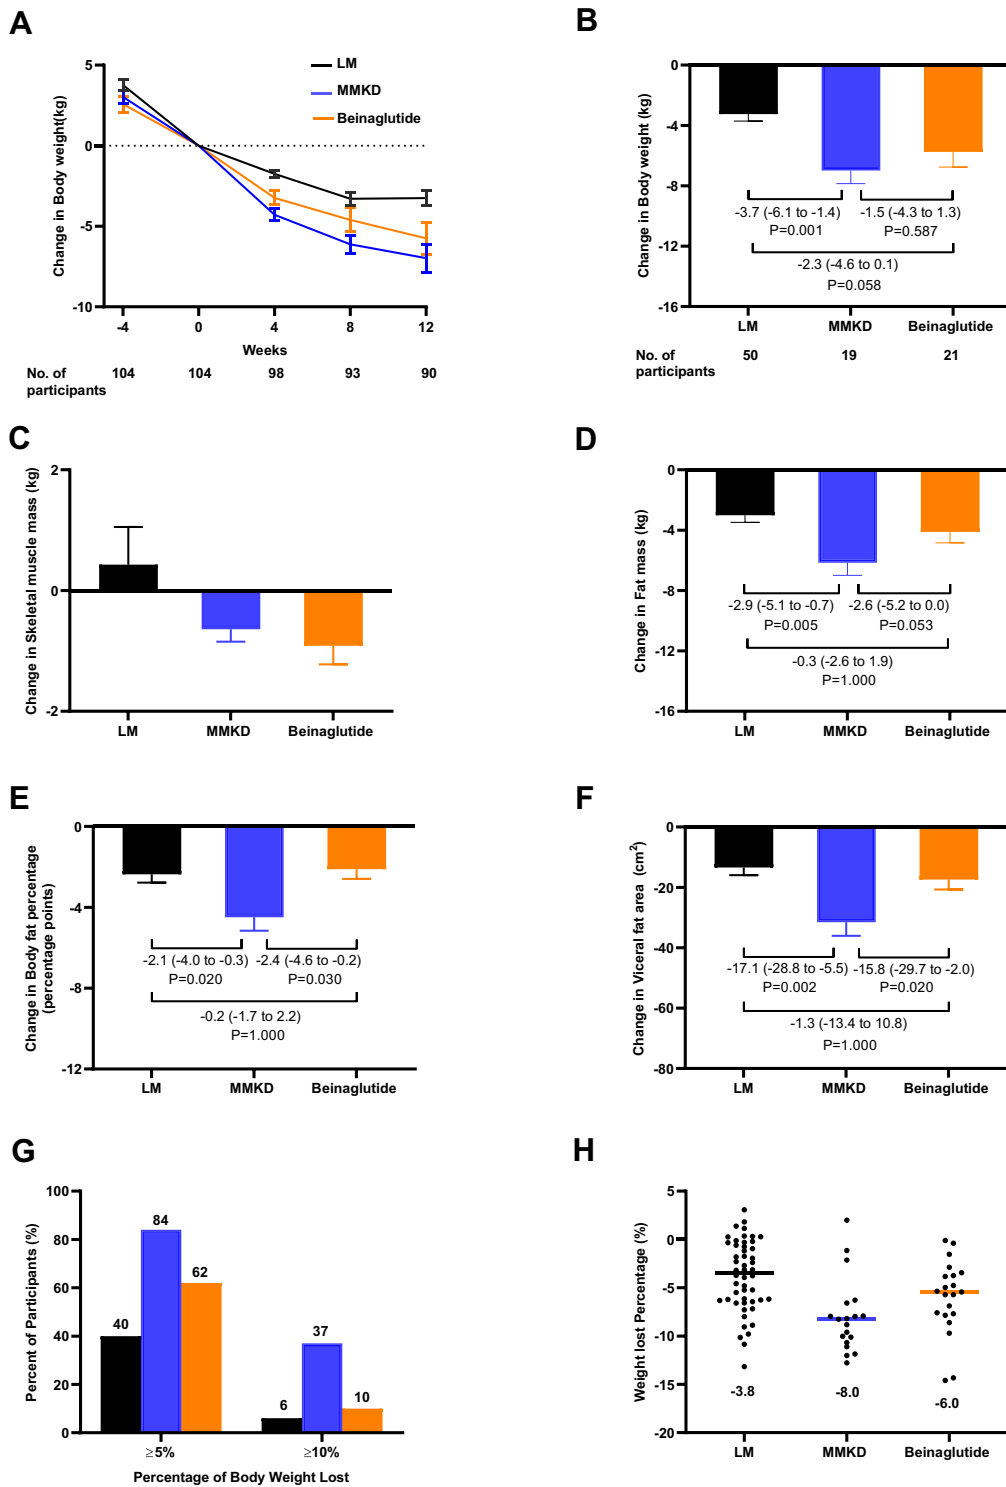 A
Change in Body weight(kg)
5
0
-5
-10
LM
MMKD
Beinaglutide
-4 0 4 8 12
Weeks
No. of participants
104 104 98 93 90
B
Change in Body weight (kg)
0
-4
-8
-12
-16
-3.7 (-6.1 to -1.4) -1.5 (-4.3 to 1.3)
P=0.001 P=0.587
-2.3 (-4.6 to 0.1)
P=0.058
LM MMKD Beinaglutide
No. of participants
50 19 21
C
Change in Skeletal muscle mass (kg)
2
0
-2
LM MMKD Beinaglutide
D
Change in Fat mass (kg)
0
-4
-8
-12
-16
-2.9 (-5.1 to -0.7) -2.6 (-5.2 to 0.0)
P=0.005 P=0.053
-0.3 (-2.6 to 1.9)
P=1.000
LM MMKD Beinaglutide
E
Change in Body fat percentage
(percentage points)
0
-4
-8
-12
-2.1 (-4.0 to -0.3) -2.4 (-4.6 to -0.2)
P=0.020 P=0.030
-0.2 (-1.7 to 2.2)
P=1.000
LM MMKD Beinaglutide
F
Change in Viceral fat area (cm²)
0
-20
-40
-60
-80
-17.1 (-28.8 to -5.5) -15.8 (-29.7 to -2.0)
P=0.002 P=0.020
-1.3 (-13.4 to 10.8)
P=1.000
LM MMKD Beinaglutide
G
Percent of Participants (%)
100
80
60
40
20
0
40 84 62
6 37 10
≥5% ≥10%
Percentage of Body Weight Lost
H
Weight lost Percentage (%)
5
0
-5
-10
-15
-20
-3.8 -8.0 -6.0
LM MMKD Beinaglutide